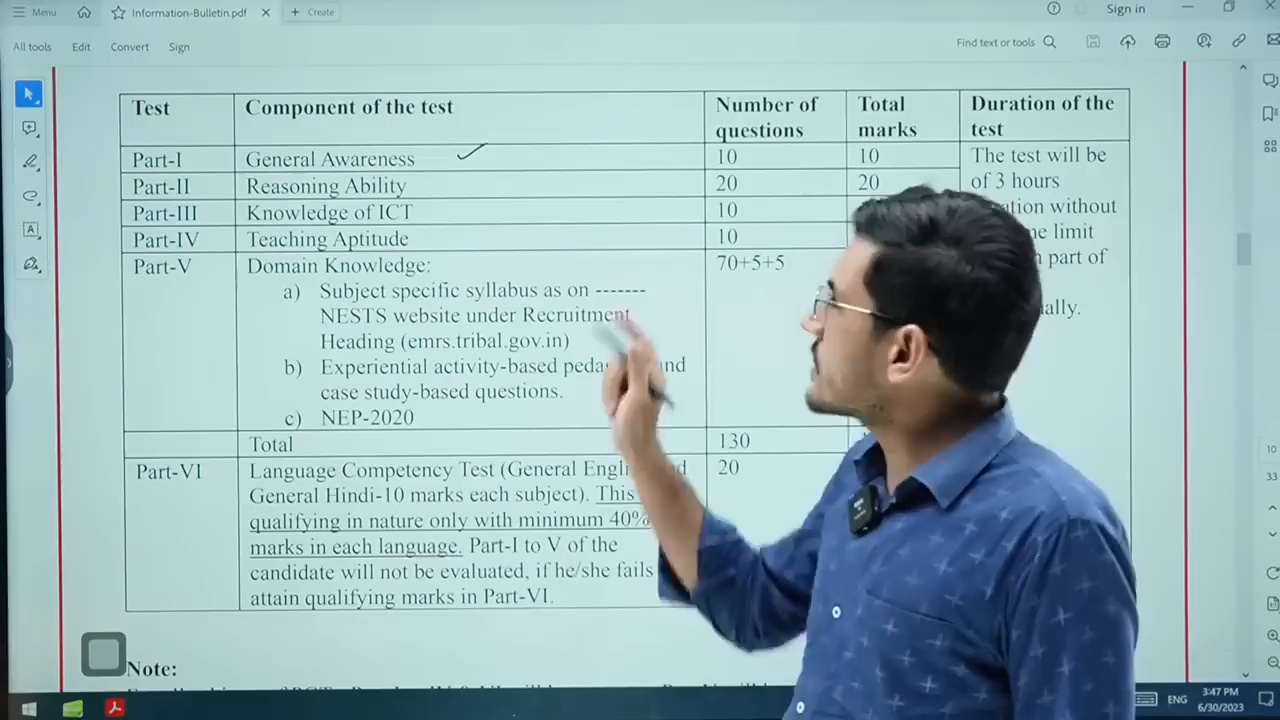 Menu
Information-Bulletin.pdf
Create
Sign in
All tools Edit Convert Sign
Find text or tools
Test Component of the test Number of questions Total marks Duration of the test
Part-I General Awareness 10 10 The test will be
Part-II Reasoning Ability 20 20 of 3 hours
Part-III Knowledge of ICT 10 without
Part-IV Teaching Aptitude 10 limit
Part-V Domain Knowledge: 70+5+5 part of
a) Subject specific syllabus as on -------
NESTS website under Recruitment
Heading (emrs.tribal.gov.in)
b) Experiential activity-based
case study-based questions.
c) NEP-2020
Total 130
Part-VI Language Competency Test (General 20
General Hindi-10 marks each subject). This
qualifying in nature only with minimum 40%
marks in each language. Part-I to V of the
candidate will not be evaluated, if he/she fails
attain qualifying marks in Part-VI.
Note:
10
33
ENG
3:47 PM
6/30/2023